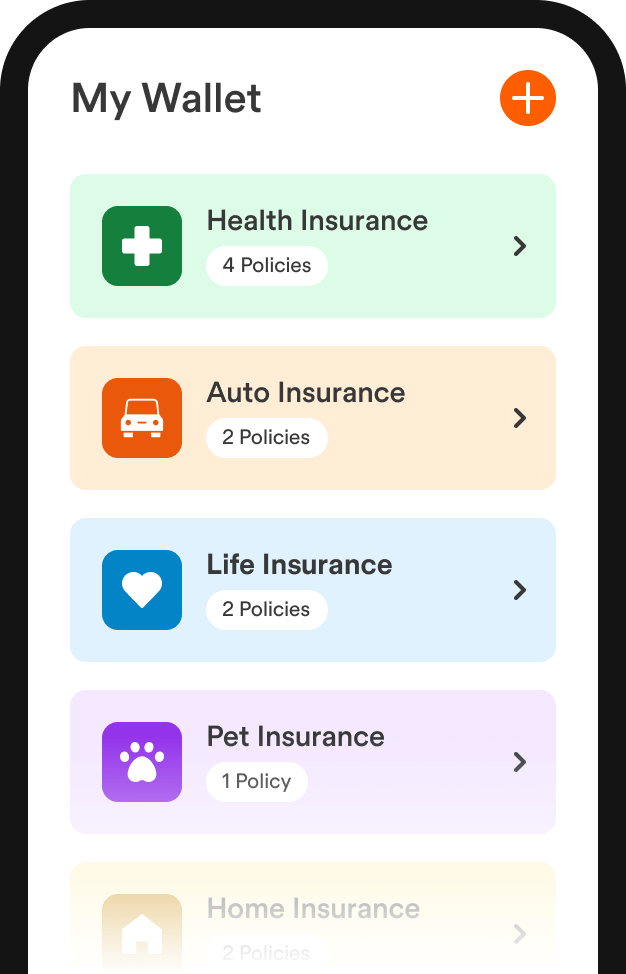 My Wallet
Health Insurance
4 Policies
Auto Insurance
2 Policies
Life Insurance
2 Policies
Pet Insurance
1 Policy
Home Insurance
2 Policies